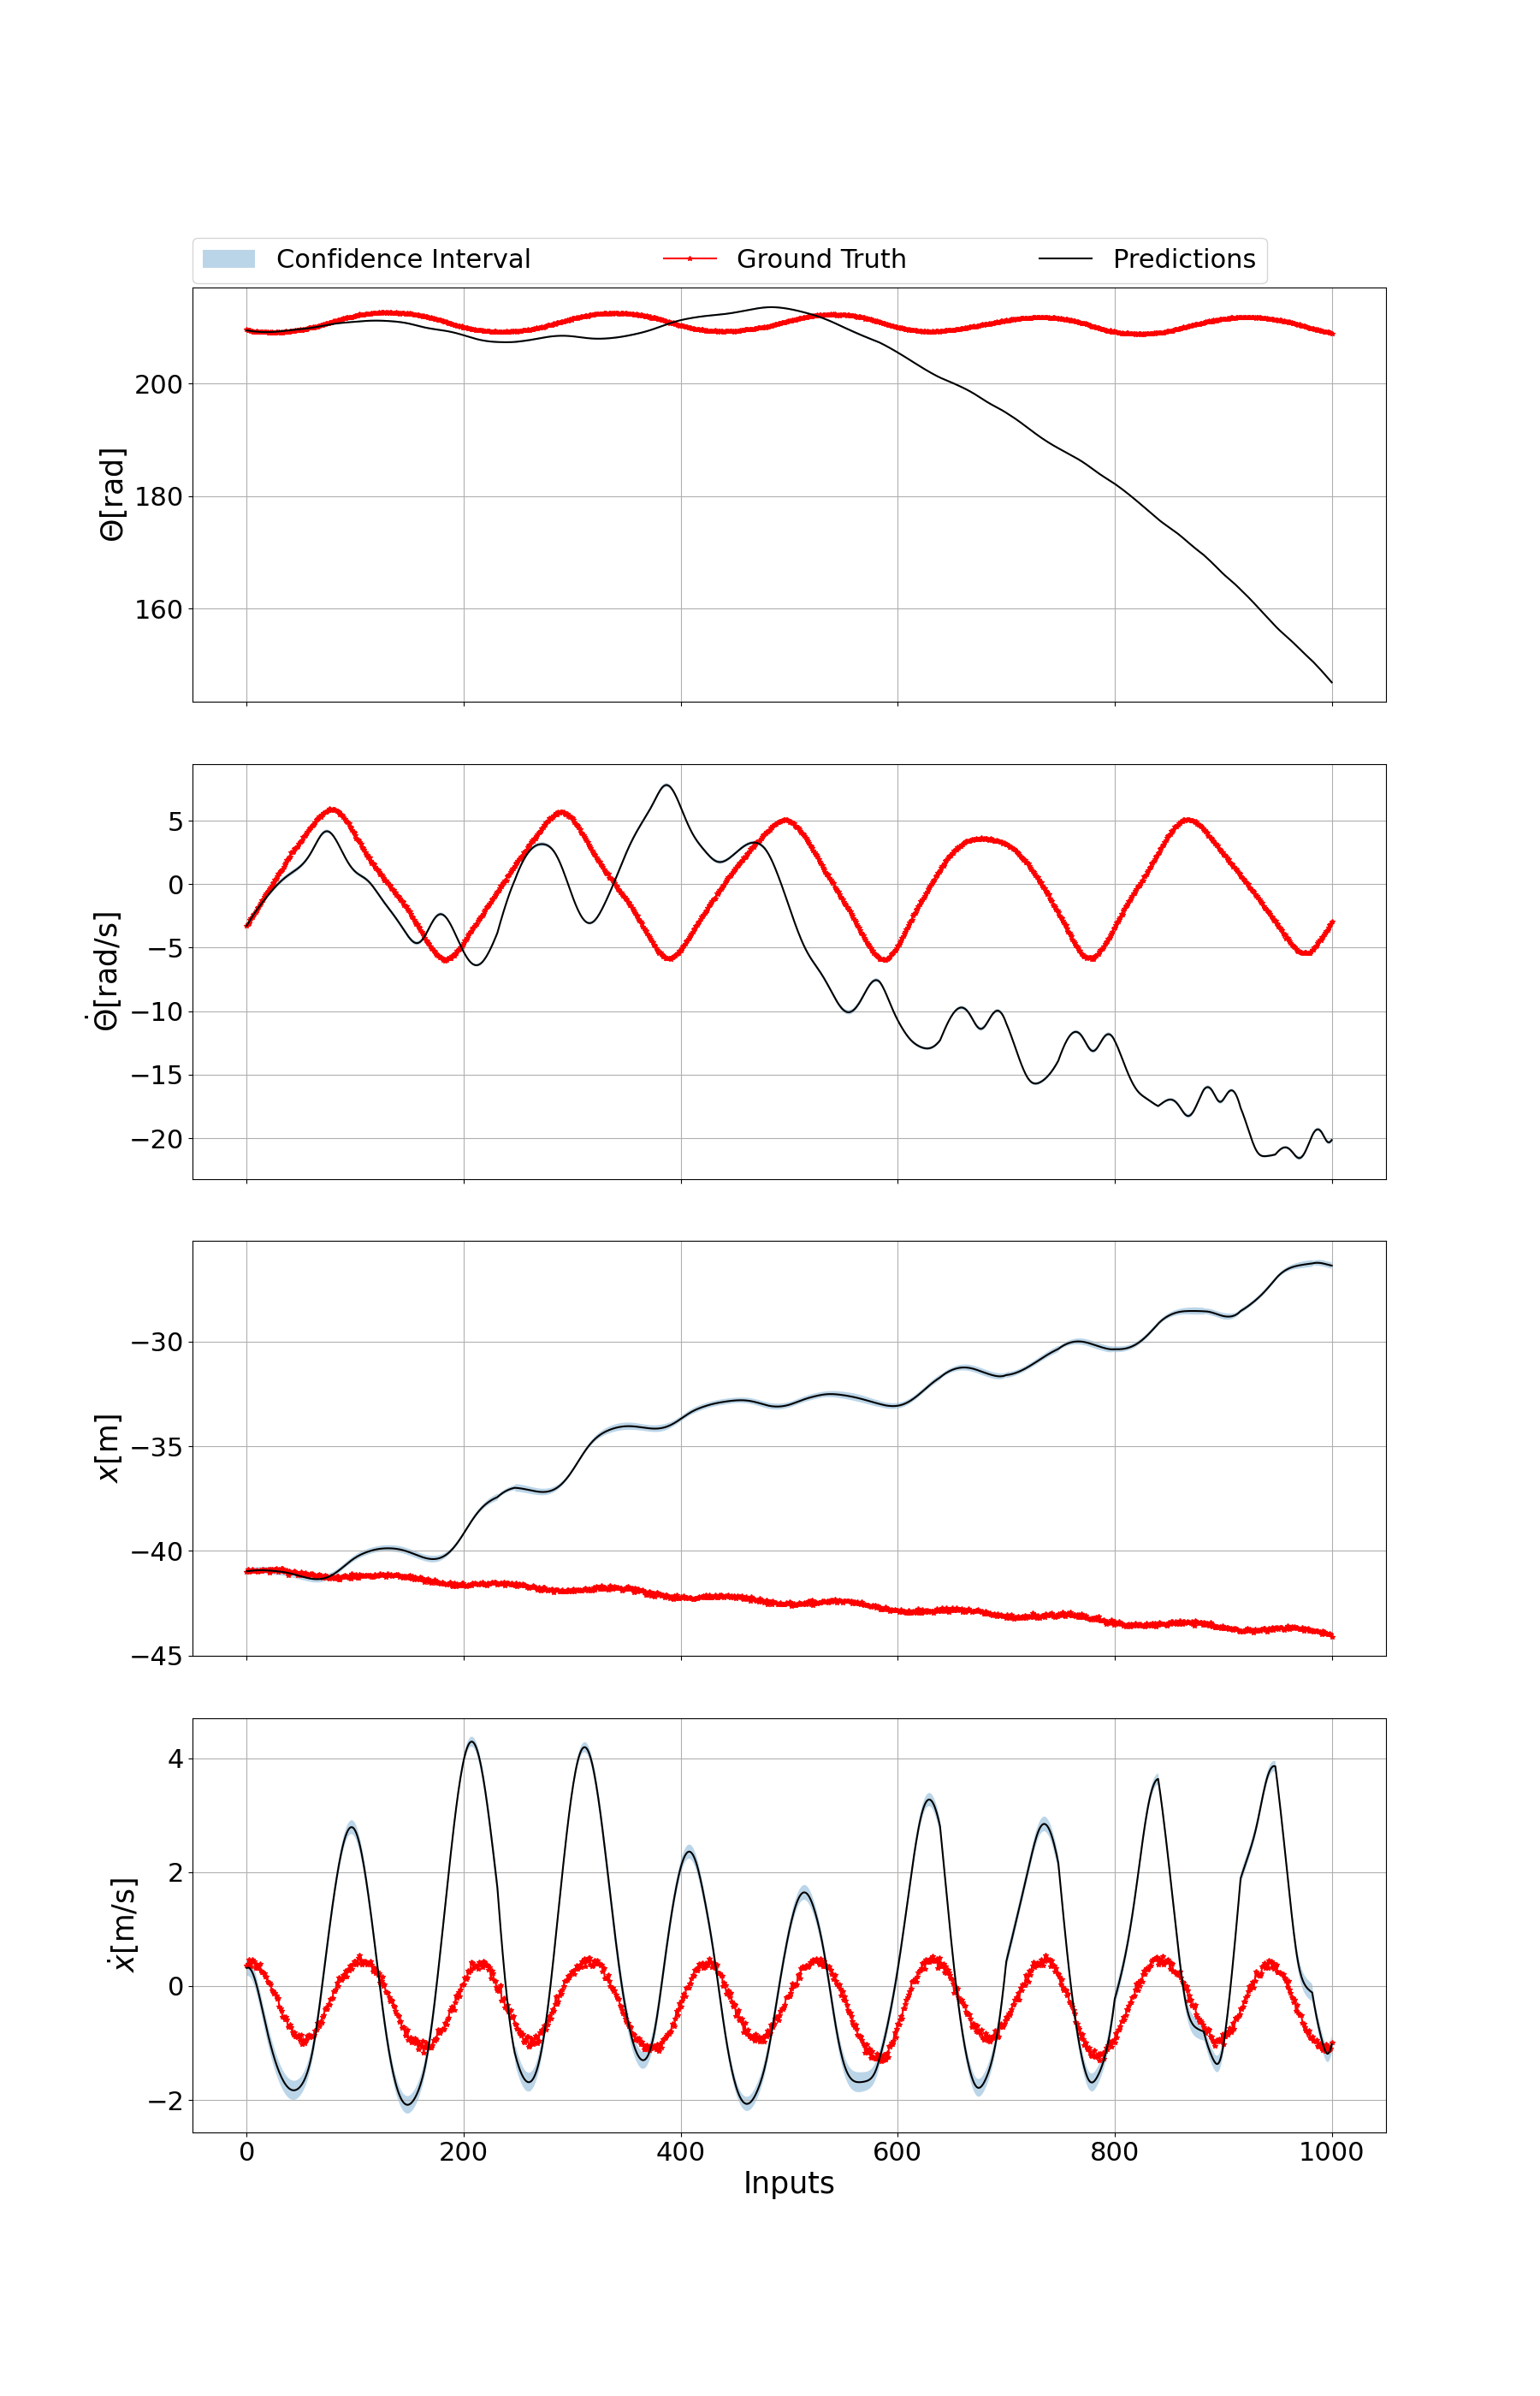 Confidence Interval Ground Truth Predictions
Θ[rad]
200
180
160
Θ̇[rad/s]
5
0
−5
−10
−15
−20
x[m]
−30
−35
−40
−45
ẋ[m/s]
4
2
0
−2
0 200 400 600 800 1000
Inputs